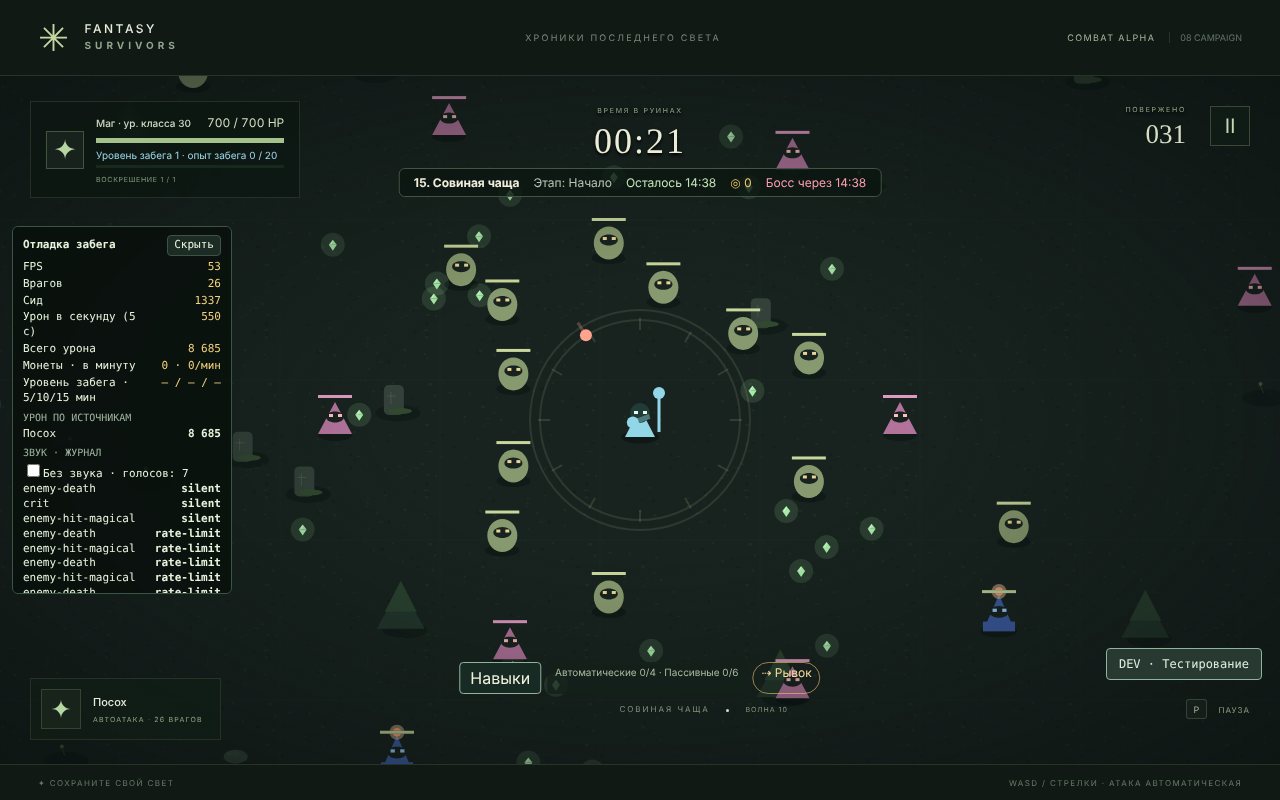 FANTASY
SURVIVORS
ХРОНИКИ ПОСЛЕДНЕГО СВЕТА
COMBAT ALPHA
08 CAMPAIGN
Маг · ур. класса 30 700 / 700 HP
Уровень забега 1 · опыт забега 0 / 20
ВОСКРЕШЕНИЕ 1 / 1
ВРЕМЯ В РУИНАХ
00:21
15. Совиная чаща Этап: Начало Осталось 14:38 ◎ 0 Босс через 14:38
ПОВЕРЖЕНО
031
II
Отладка забега Скрыть
FPS 53
Врагов 26
Сид 1337
Урон в секунду (5 550
с)
Всего урона 8 685
Монеты · в минуту 0 · 0/мин
Уровень забега · — / — / —
5/10/15 мин
УРОН ПО ИСТОЧНИКАМ
Посох 8 685
ЗВУК · ЖУРНАЛ
Без звука · голосов: 7
enemy-death silent
crit silent
enemy-hit-magical silent
enemy-death rate-limit
enemy-hit-magical rate-limit
enemy-death rate-limit
enemy-hit-magical rate-limit
enemy-death rate-limit
Навыки
Автоматические 0/4 · Пассивные 0/6
⇢ Рывок
СОВИНАЯ ЧАЩА • ВОЛНА 10
DEV · Тестирование
P ПАУЗА
Посох
АВТОАТАКА · 26 ВРАГОВ
✦ СОХРАНИТЕ СВОЙ СВЕТ
WASD / СТРЕЛКИ · АТАКА АВТОМАТИЧЕСКАЯ